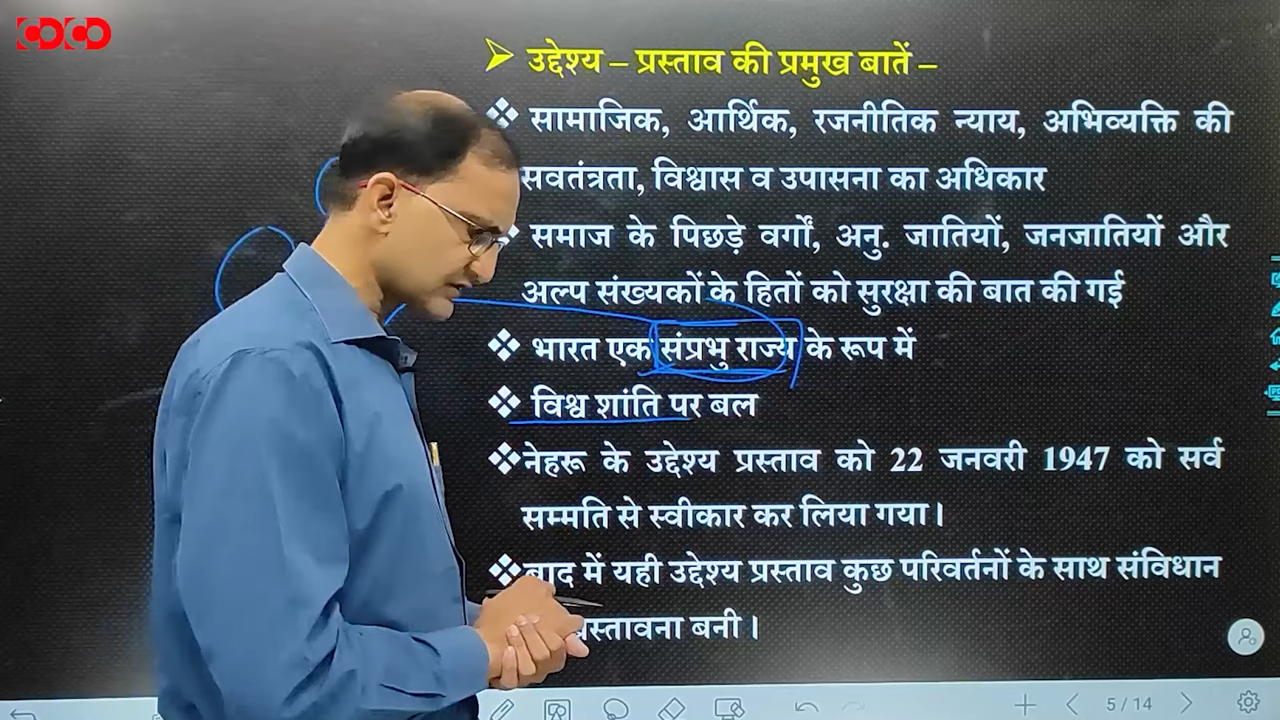 COCO
उद्देश्य – प्रस्ताव की प्रमुख बातें –
सामाजिक, आर्थिक, रजनीतिक न्याय, अभिव्यक्ति की
सवतंत्रता, विश्वास व उपासना का अधिकार
समाज के पिछड़े वर्गों, अनु. जातियों, जनजातियों और
अल्प संख्यकों के हितों को सुरक्षा की बात की गई
भारत एक संप्रभु राज्य के रूप में
विश्व शांति पर बल
नेहरू के उद्देश्य प्रस्ताव को 22 जनवरी 1947 को सर्व
सम्मति से स्वीकार कर लिया गया।
बाद में यही उद्देश्य प्रस्ताव कुछ परिवर्तनों के साथ संविधान
बनी।
5 / 14